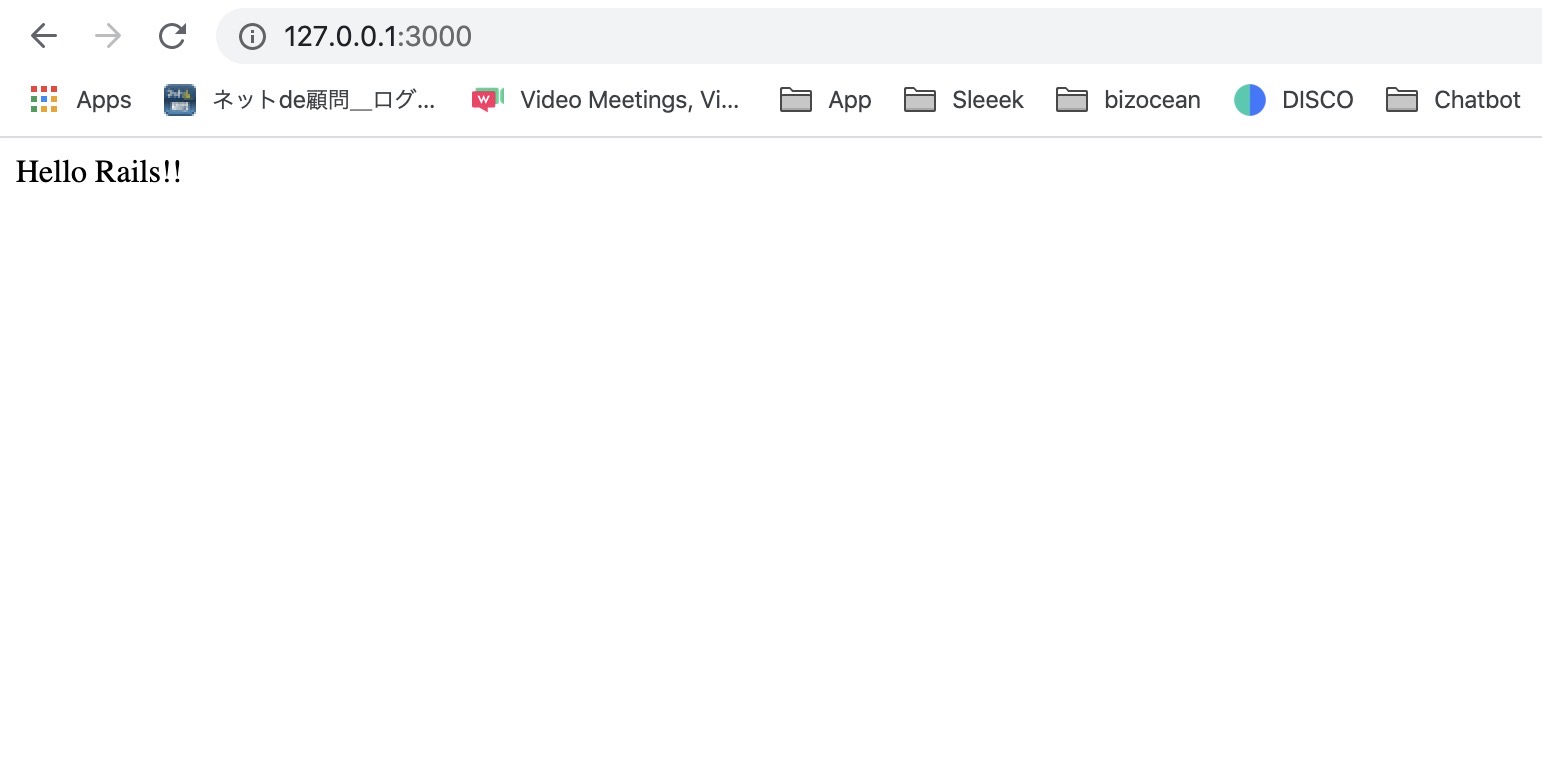 127.0.0.1:3000
Apps ネットde顧問__ログ... Video Meetings, Vi... App Sleeek bizocean DISCO Chatbot
Hello Rails!!